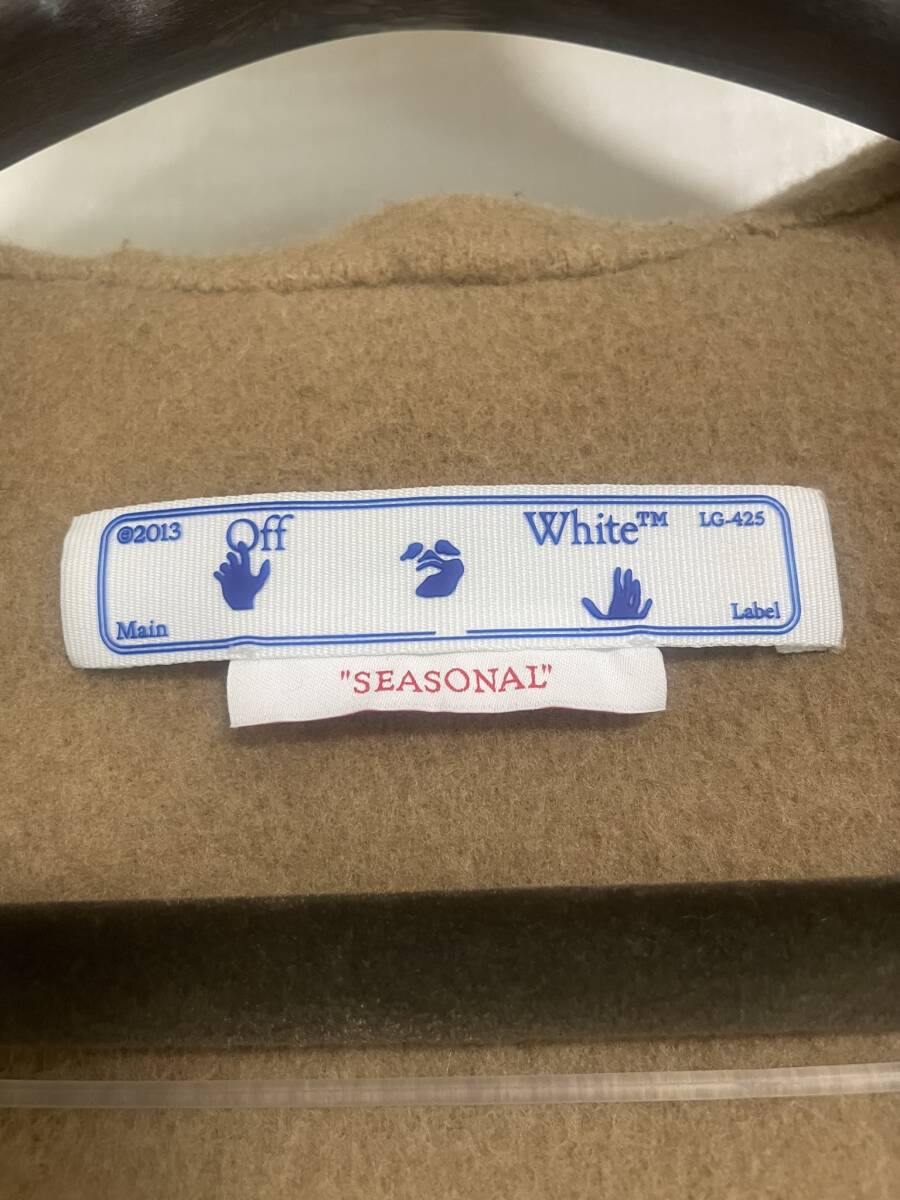 ©2013 Off White™ LG-425
Main Label
"SEASONAL"